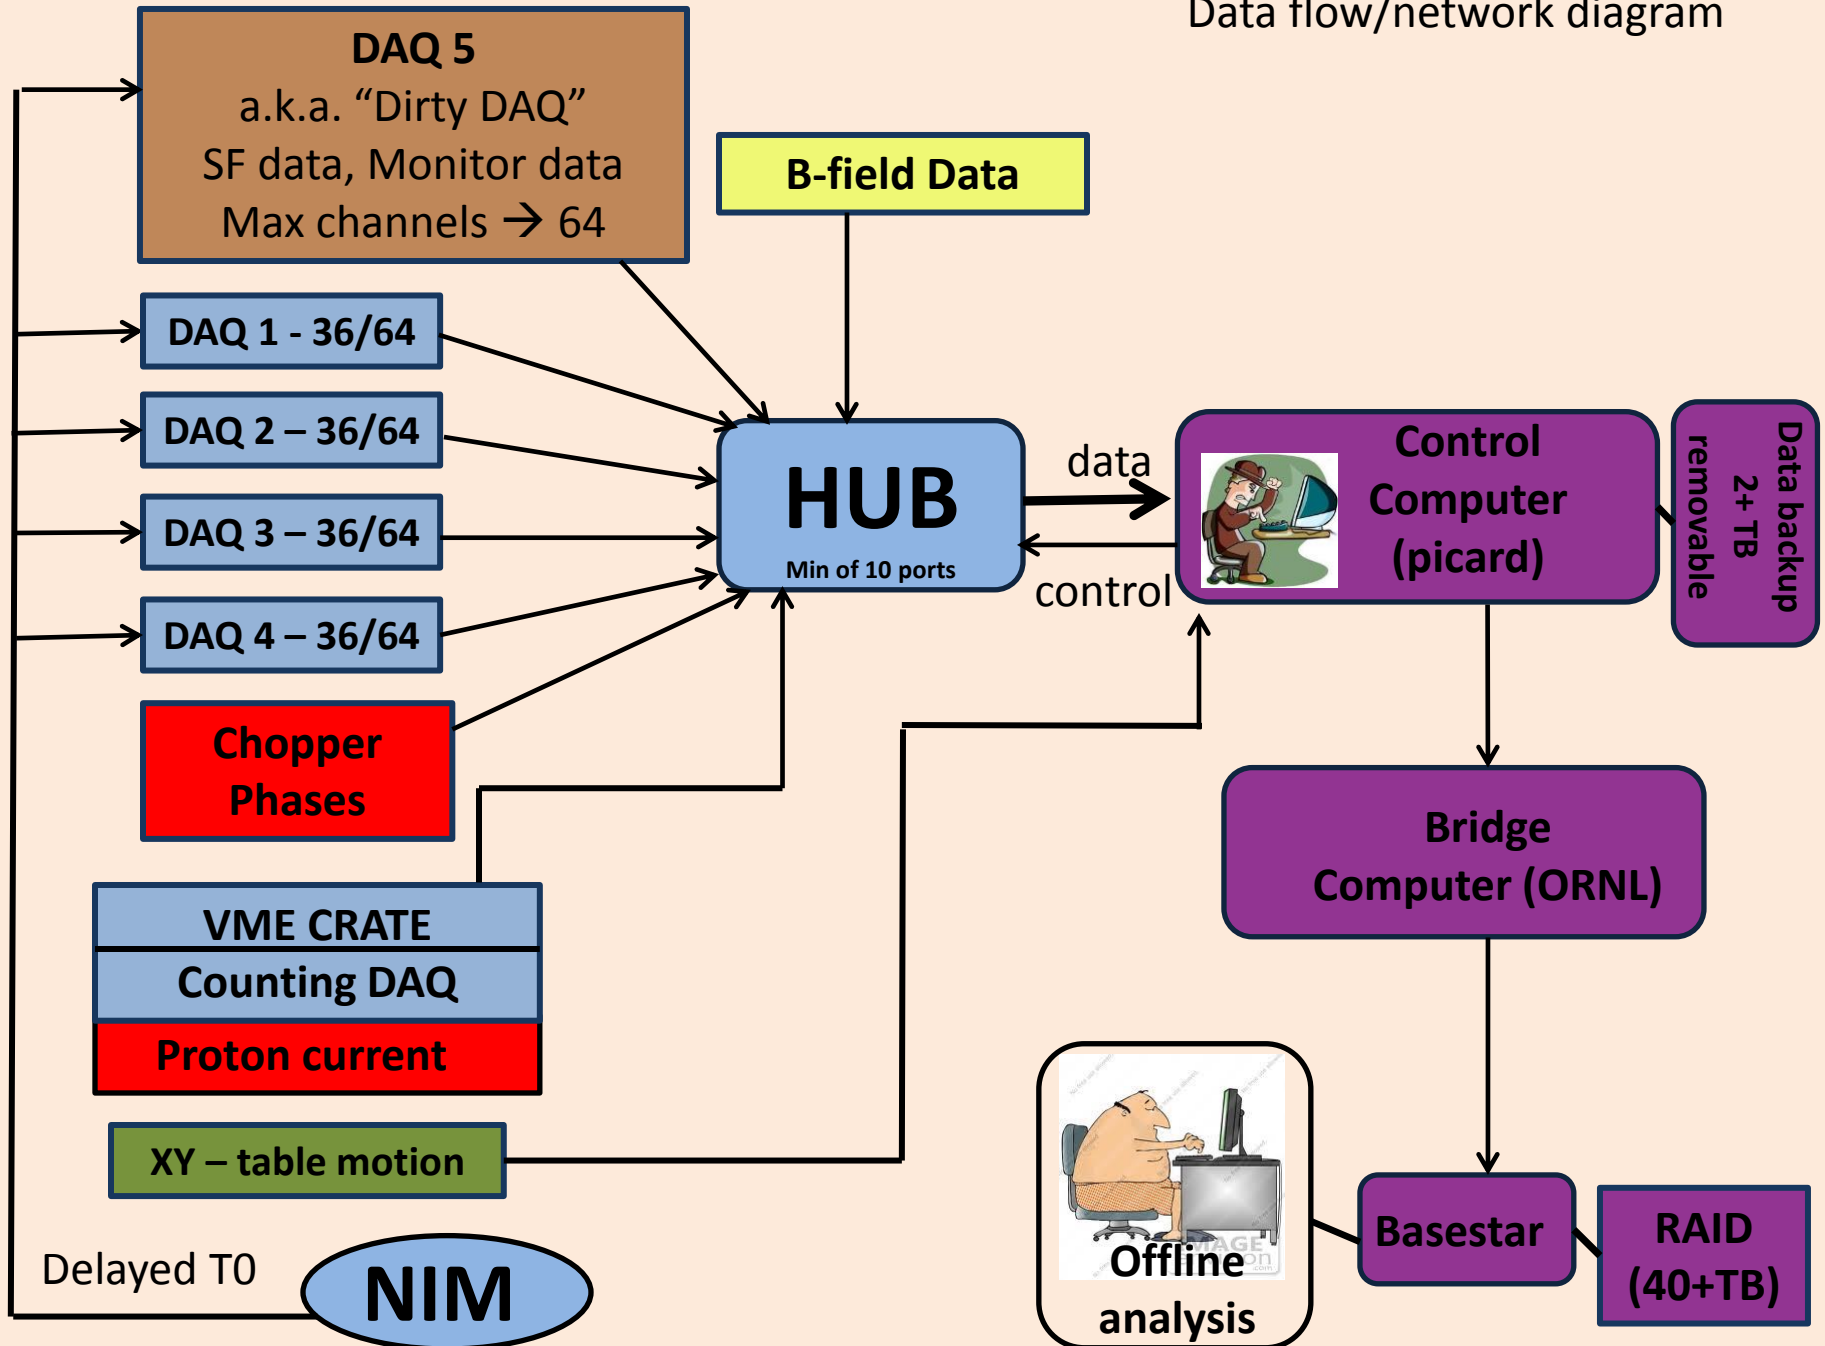 Data flow/network diagram
DAQ 5
a.k.a. “Dirty DAQ”
SF data, Monitor data
Max channels → 64
B-field Data
DAQ 1 - 36/64
DAQ 2 – 36/64
DAQ 3 – 36/64
DAQ 4 – 36/64
Chopper
Phases
HUB
Min of 10 ports
data
control
Control
Computer
(picard)
Data backup
2+ TB
removable
Bridge
Computer (ORNL)
VME CRATE
Counting DAQ
Proton current
XY – table motion
Delayed T0
NIM
Offline
analysis
Basestar
RAID
(40+TB)